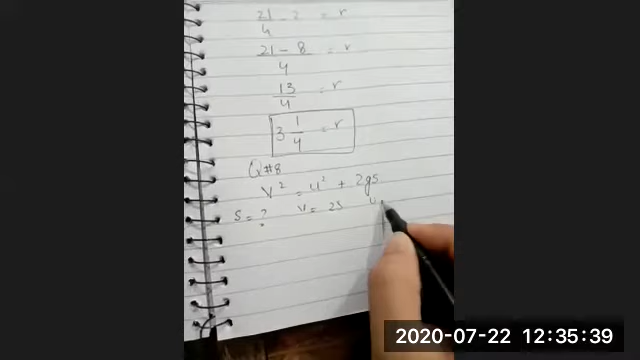 21/4 - 2 = r
21 - 8 / 4 = r
13/4 = r
3 1/4 = r
Q#8
v² = u² + 2gs
s = ? v = 25 u
2020-07-22 12:35:39